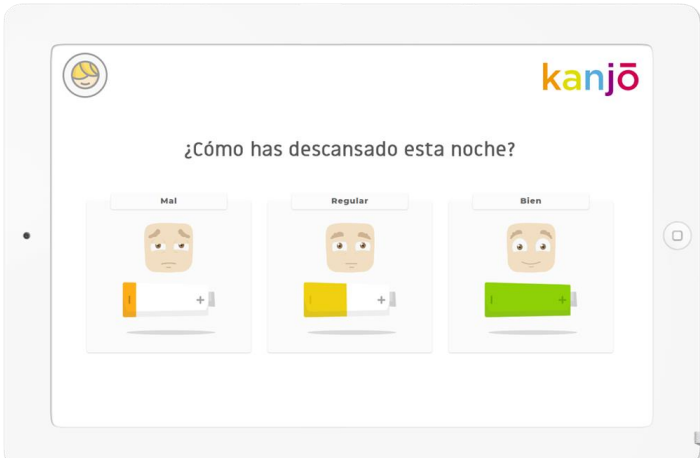 kanjō
¿Cómo has descansado esta noche?
Mal
Regular
Bien